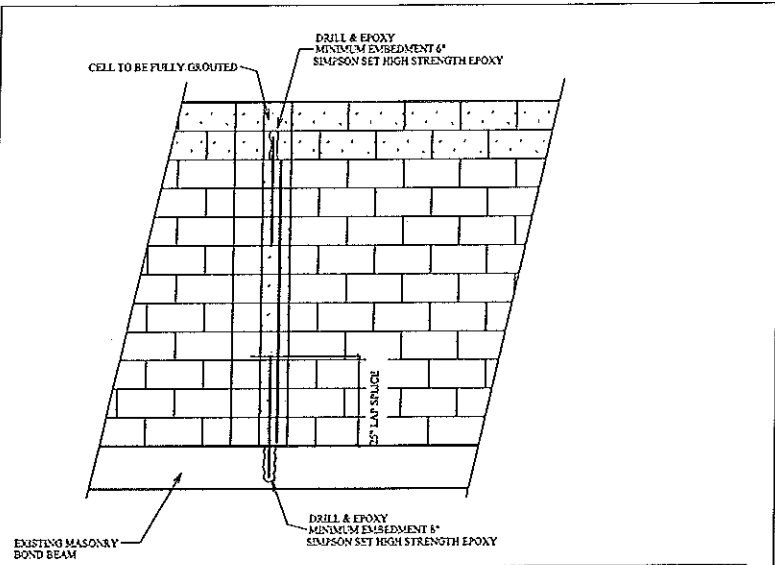 DRILL & EPOXY
MINIMUM EMBEDMENT 6"
SIMPSON SET HIGH STRENGTH EPOXY
CELL TO BE FULLY GROUTED
25" LAP SPLICE
DRILL & EPOXY
MINIMUM EMBEDMENT 6"
SIMPSON SET HIGH STRENGTH EPOXY
EXISTING MASONRY
BOND BEAM